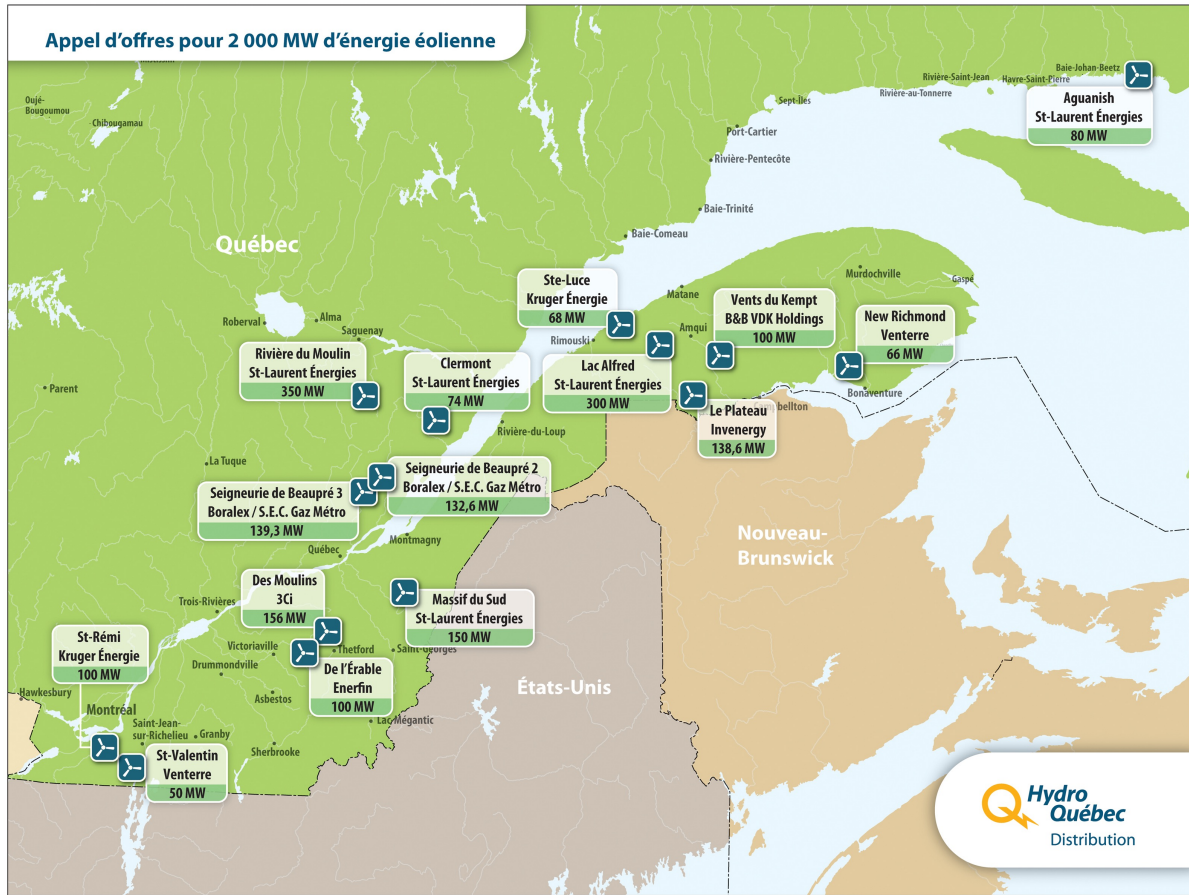 Appel d'offres pour 2 000 MW d'énergie éolienne
Oujé-
Bougoumou
Chibougamau
Baie-Johan-Beetz
Rivière-Saint-Jean
Havre-Saint-Pierre
Rivière-au-Tonnerre
Sept-Îles
Aguanish
St-Laurent Énergies
80 MW
Port-Cartier
Rivière-Pentecôte
Baie-Trinité
Baie-Comeau
Québec
Murdochville
Gaspé
Ste-Luce
Kruger Énergie
68 MW
Matane
Vents du Kempt
B&B VDK Holdings
100 MW
New Richmond
Venterre
66 MW
Roberval
Alma
Saguenay
Rimouski
Amqui
Rivière du Moulin
St-Laurent Énergies
350 MW
Clermont
St-Laurent Énergies
74 MW
Lac Alfred
St-Laurent Énergies
300 MW
Parent
Bonaventure
Campbellton
Le Plateau
Invenergy
138,6 MW
Rivière-du-Loup
La Tuque
Seigneurie de Beaupré 2
Boralex / S.E.C. Gaz Métro
132,6 MW
Seigneurie de Beaupré 3
Boralex / S.E.C. Gaz Métro
139,3 MW
Nouveau-
Brunswick
Montmagny
Québec
Des Moulins
3Ci
156 MW
Massif du Sud
St-Laurent Énergies
150 MW
Trois-Rivières
St-Rémi
Kruger Énergie
100 MW
Victoriaville
Thetford
Saint-Georges
Drummondville
De l'Érable
Enerfin
100 MW
États-Unis
Hawkesbury
Asbestos
Montréal
Lac Mégantic
Saint-Jean-
sur-Richelieu
Granby
Sherbrooke
St-Valentin
Venterre
50 MW
Hydro
Québec
Distribution